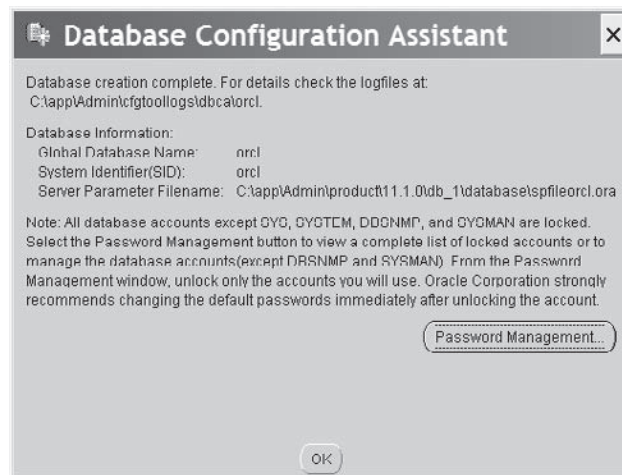 Database Configuration Assistant
Database creation complete. For details check the logfiles at:
C:\app\Admin\cfgtoollogs\dbca\orcl.
Database Information:
Global Database Name: orcl
System Identifier(SID): orcl
Server Parameter Filename: C:\app\Admin\product\11.1.0\db_1\database\spfileorcl.ora
Note: All database accounts except SYS, SYSTEM, DBSNMP, and SYSMAN are locked.
Select the Password Management button to view a complete list of locked accounts or to
manage the database accounts(except DBSNMP and SYSMAN). From the Password
Management window, unlock only the accounts you will use. Oracle Corporation strongly
recommends changing the default passwords immediately after unlocking the account.
Password Management...
OK